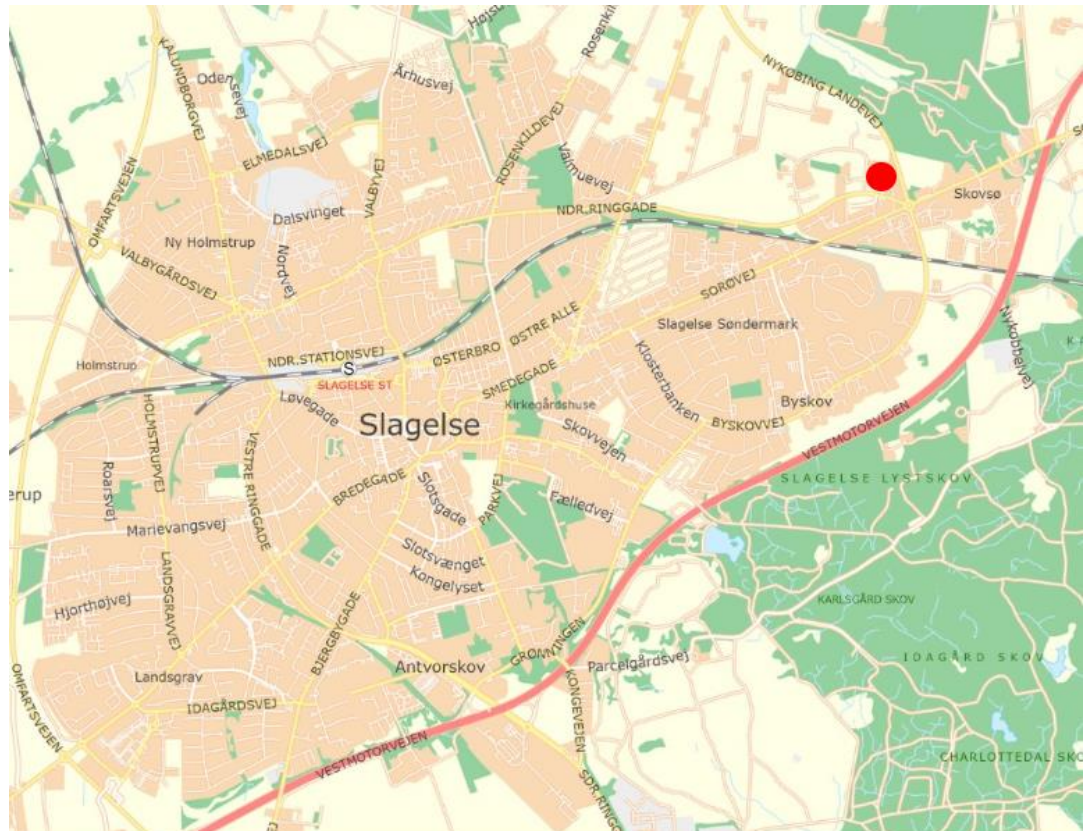 Højsu
Rosenkil
KALUNDBORGVEJ
Odensevej
Århusvej
NYKØBING LANDEVEJ
ELMEDALSVEJ
ROSENKILDEVEJ
Valmuevej
OMFARTSVEJEN
VALBYVEJ
Dalsvinget
NDR.RINGGADE
Skovsø
Ny Holmstrup
Nordvej
VALBYGÅRDSVEJ
SORØVEJ
Slagelse Søndermark
Nykobbelvej
ØSTRE ALLE
ØSTERBRO
NDR.STATIONSVEJ
S
Holmstrup
SLAGELSE ST
SMEDEGADE
Klosterbanken
Løvegade
Kirkegårdshuse
Byskov
HOLMSTRUPVEJ
Slagelse
BYSKOVVEJ
VESTRE RINGGADE
Skovvejen
VESTMOTORVEJEN
Roarsvej
BREDEGADE
Slotsgade
PARKVEJ
SLAGELSE LYSTSKOV
erup
Fælledvej
Marievangsvej
Slotsvænget
LANDSGRAVVEJ
Kongelyset
Hjorthøjvej
KARLSGÅRD SKOV
BJERGBYGADE
GRØNNINGEN
IDAGÅRD SKOV
Antvorskov
Parcelgårdsvej
Landsgrav
OMFARTSVEJEN
IDAGÅRDSVEJ
KONGEVEJEN
VESTMOTORVEJEN
CHARLOTTEDAL SKO
SDR.RINGG